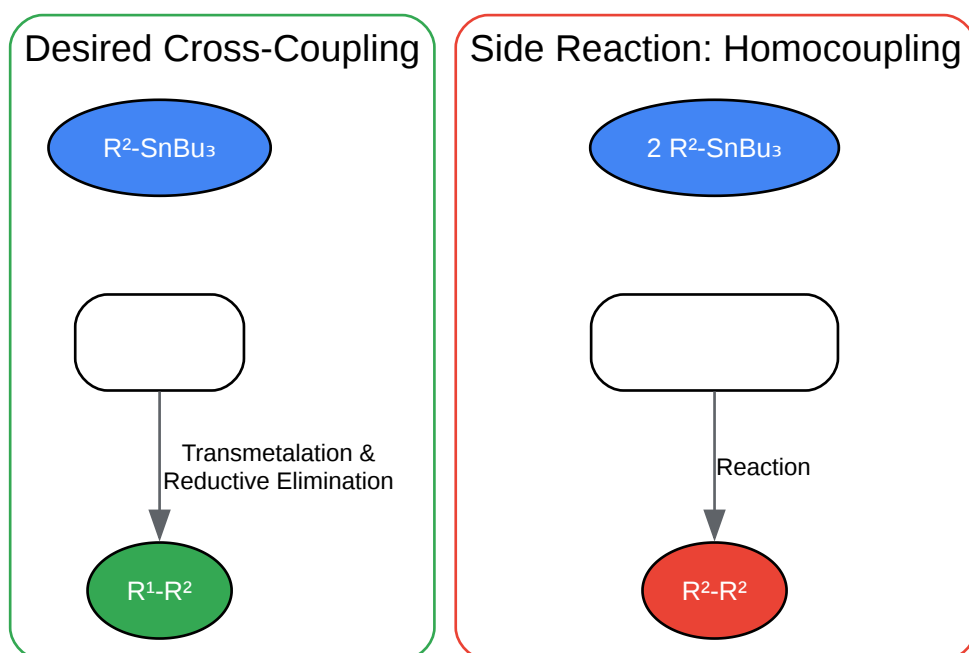 Desired Cross-Coupling
R²-SnBu₃
Transmetalation &
Reductive Elimination
R¹-R²
Side Reaction: Homocoupling
2 R²-SnBu₃
Reaction
R²-R²